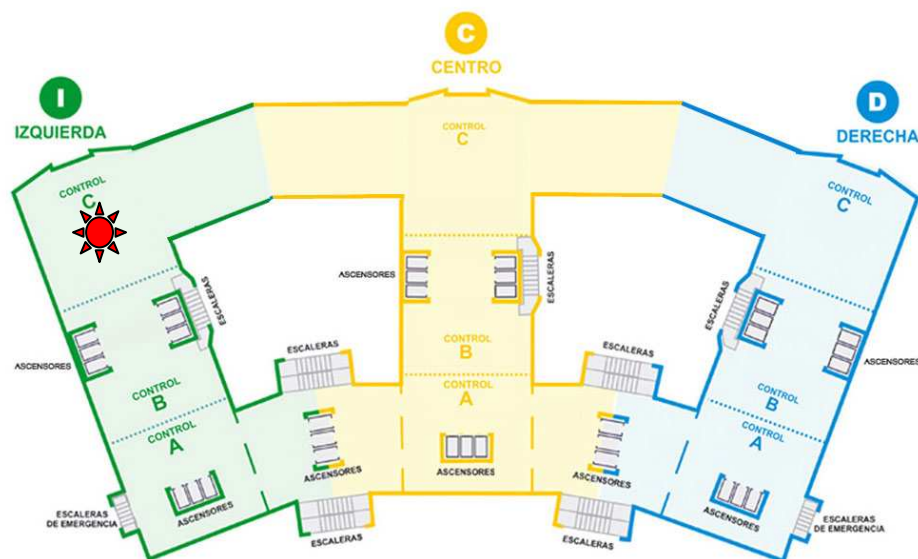 C
CENTRO
I
IZQUIERDA
D
DERECHA
CONTROL
C
CONTROL
C
CONTROL
C
ASCENSORES
ESCALERAS
ESCALERAS
ESCALERAS
ASCENSORES
ASCENSORES
ESCALERAS
ESCALERAS
CONTROL
B
CONTROL
B
CONTROL
B
CONTROL
A
CONTROL
A
CONTROL
A
ASCENSORES
ASCENSORES
ASCENSORES
ASCENSORES
ASCENSORES
ESCALERAS
DE EMERGENCIA
ESCALERAS
DE EMERGENCIA
ESCALERAS
ESCALERAS